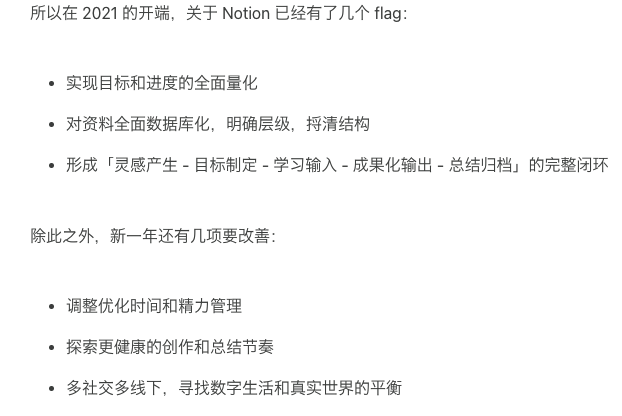 所以在 2021 的开端，关于 Notion 已经有了几个 flag：
• 实现目标和进度的全面量化
• 对资料全面数据库化，明确层级，捋清结构
• 形成「灵感产生 - 目标制定 - 学习输入 - 成果化输出 - 总结归档」的完整闭环
除此之外，新一年还有几项要改善：
• 调整优化时间和精力管理
• 探索更健康的创作和总结节奏
• 多社交多线下，寻找数字生活和真实世界的平衡